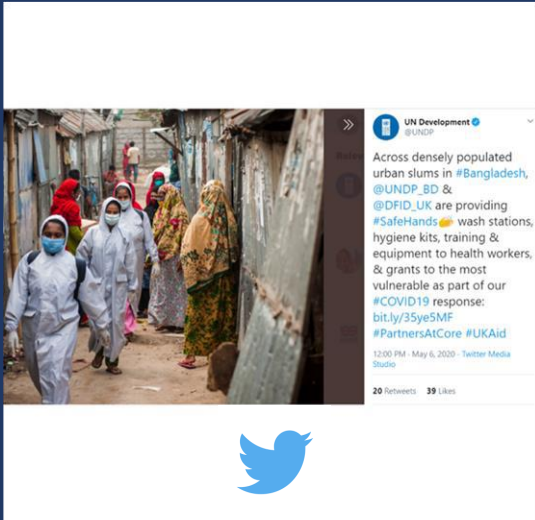 UN Development
@UNDP
Across densely populated
urban slums in #Bangladesh,
@UNDP_BD &
@DFID_UK are providing
#SafeHands👏 wash stations,
hygiene kits, training &
equipment to health workers,
& grants to the most
vulnerable as part of our
#COVID19 response:
bit.ly/35ye5MF
#PartnersAtCore #UKAid
12:00 PM · May 6, 2020 · Twitter Media
Studio
20 Retweets 39 Likes